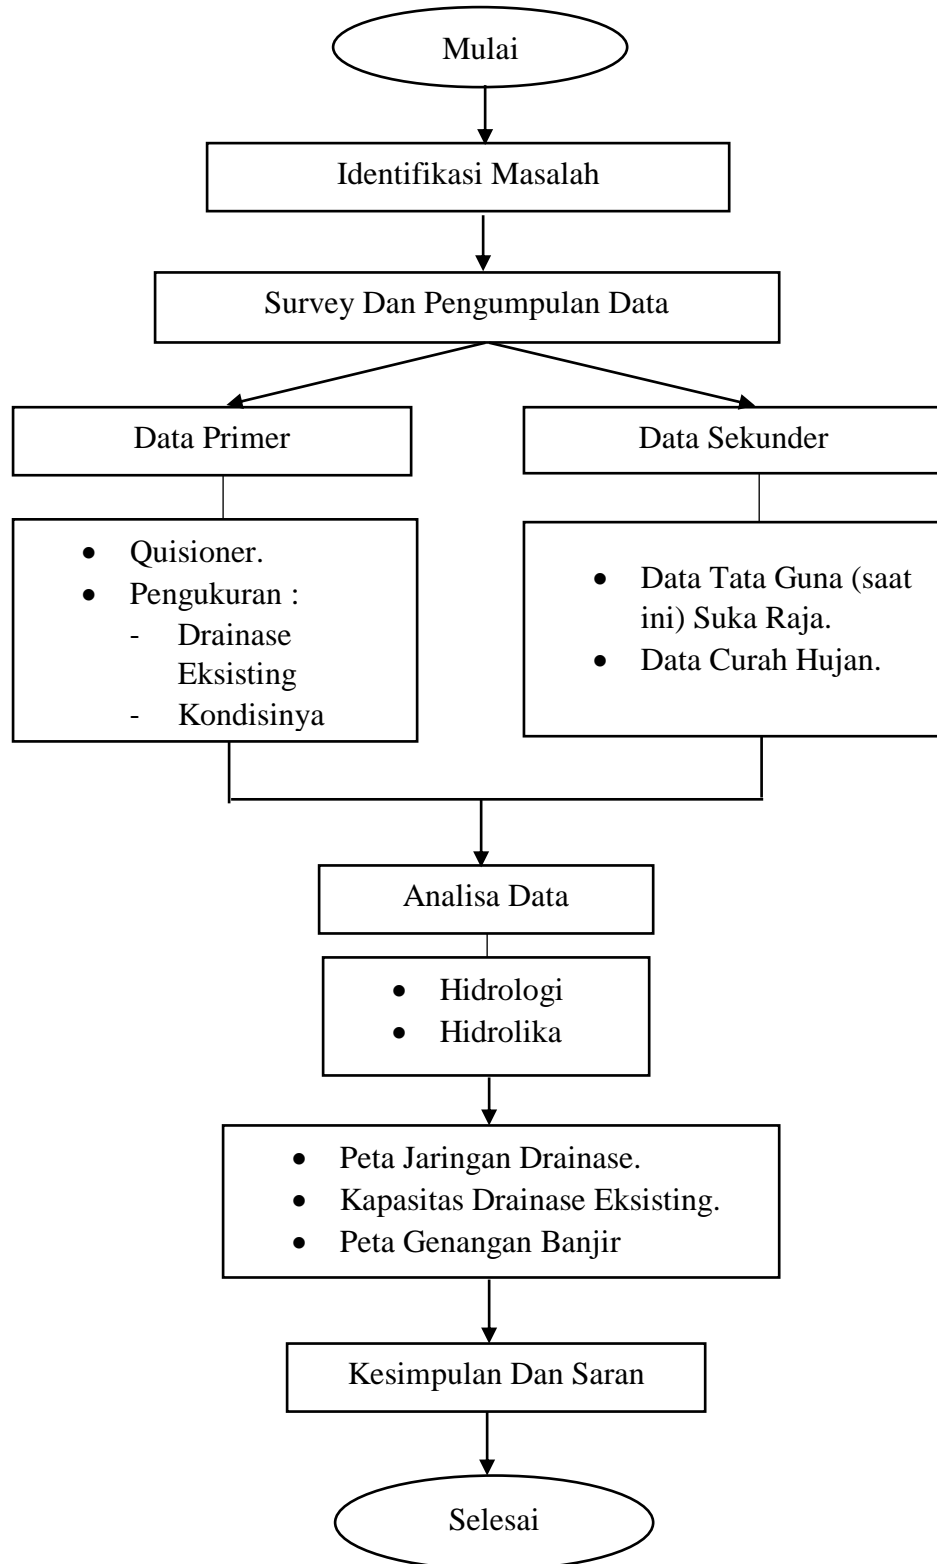 Mulai
Identifikasi Masalah
Survey Dan Pengumpulan Data
Data Primer
Data Sekunder
• Quisioner.
• Pengukuran :
- Drainase
Eksisting
- Kondisinya
• Data Tata Guna (saat
ini) Suka Raja.
• Data Curah Hujan.
Analisa Data
• Hidrologi
• Hidrolika
• Peta Jaringan Drainase.
• Kapasitas Drainase Eksisting.
• Peta Genangan Banjir
Kesimpulan Dan Saran
Selesai